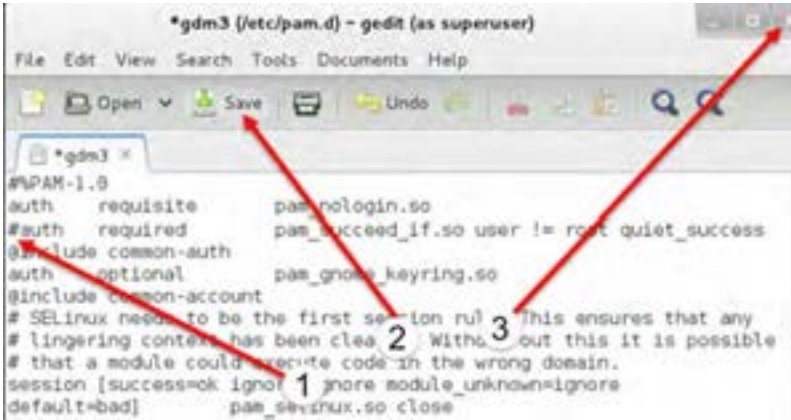 *gdm3 (/etc/pam.d) - gedit (as superuser)
File Edit View Search Tools Documents Help
Open Save Undo
*gdm3 ×
#%PAM-1.0
auth requisite pam_nologin.so
#auth required pam_succeed_if.so user != root quiet_success
@include common-auth
auth optional pam_gnome_keyring.so
@include common-account
# SELinux needs to be the first session rule. This ensures that any
# lingering context has been cleared. Without this it is possible
# that a module could execute code in the wrong domain.
session [success=ok ignore=ignore module_unknown=ignore
default=bad] pam_selinux.so close
1
2
3